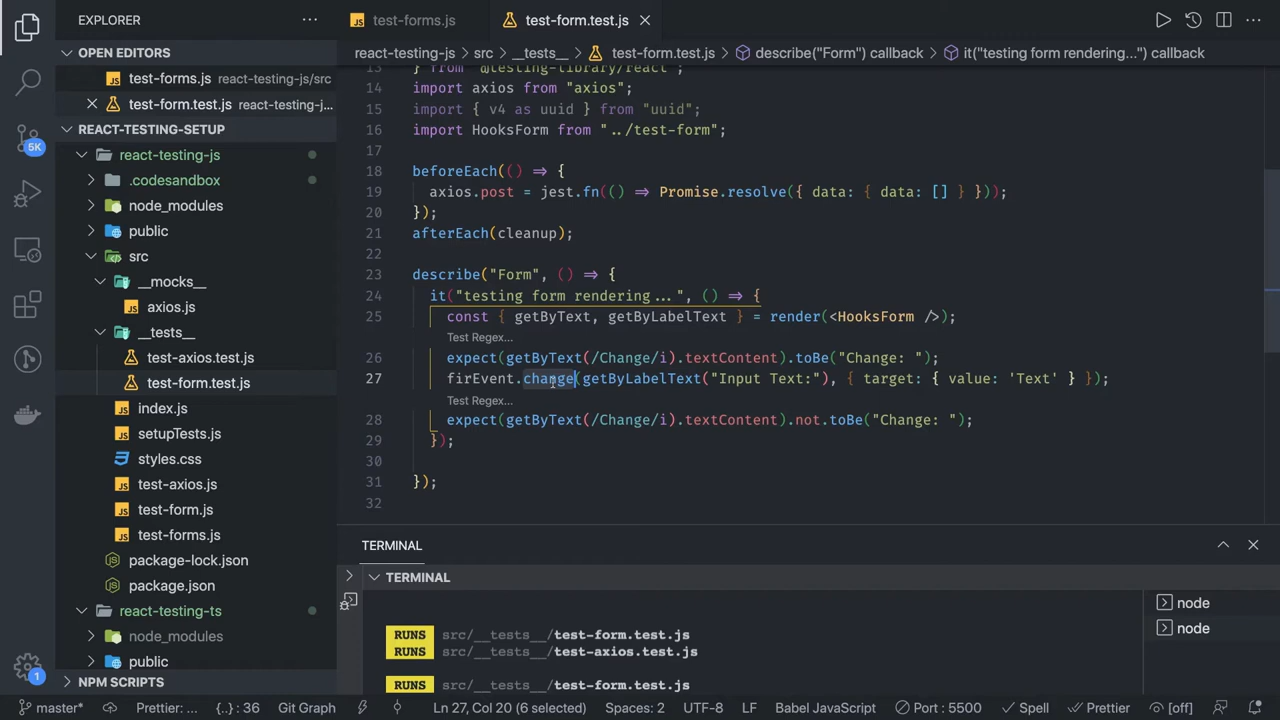 EXPLORER
OPEN EDITORS
test-forms.js react-testing-js/src
test-form.test.js react-testing-j...
REACT-TESTING-SETUP
react-testing-js
.codesandbox
node_modules
public
src
__mocks__
axios.js
__tests__
test-axios.test.js
test-form.test.js
index.js
setupTests.js
styles.css
test-axios.js
test-form.js
test-forms.js
package-lock.json
package.json
react-testing-ts
node_modules
public
NPM SCRIPTS
5K
1
test-forms.js
test-form.test.js
react-testing-js > src > __tests__ > test-form.test.js > describe("Form") callback > it("testing form rendering...") callback
13 } from "@testing-library/react";
14 import axios from "axios";
15 import { v4 as uuid } from "uuid";
16 import HooksForm from "../test-form";
17
18 beforeEach(() => {
19 axios.post = jest.fn(() => Promise.resolve({ data: { data: [] } }));
20 });
21 afterEach(cleanup);
22
23 describe("Form", () => {
24 it("testing form rendering...", () => {
25 const { getByText, getByLabelText } = render(<HooksForm />);
Test Regex...
26 expect(getByText(/Change/i).textContent).toBe("Change: ");
27 firEvent.change(getByLabelText("Input Text:"), { target: { value: 'Text' } });
Test Regex...
28 expect(getByText(/Change/i).textContent).not.toBe("Change: ");
29 });
30
31 });
32
TERMINAL
TERMINAL
RUNS src/__tests__/test-form.test.js
RUNS src/__tests__/test-axios.test.js
RUNS src/__tests__/test-form.test.js
node
node
master* Prettier: ... {..} : 36 Git Graph Ln 27, Col 20 (6 selected) Spaces: 2 UTF-8 LF Babel JavaScript Port : 5500 Spell Prettier [off]